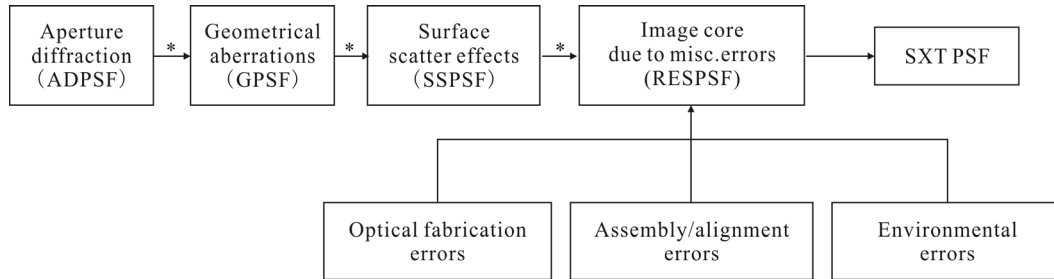 Aperture
diffraction
（ADPSF）
*
Geometrical
aberrations
（GPSF）
*
Surface
scatter effects
（SSPSF）
*
Image core
due to misc.errors
(RESPSF)
SXT PSF
Optical fabrication
errors
Assembly/alignment
errors
Environmental
errors